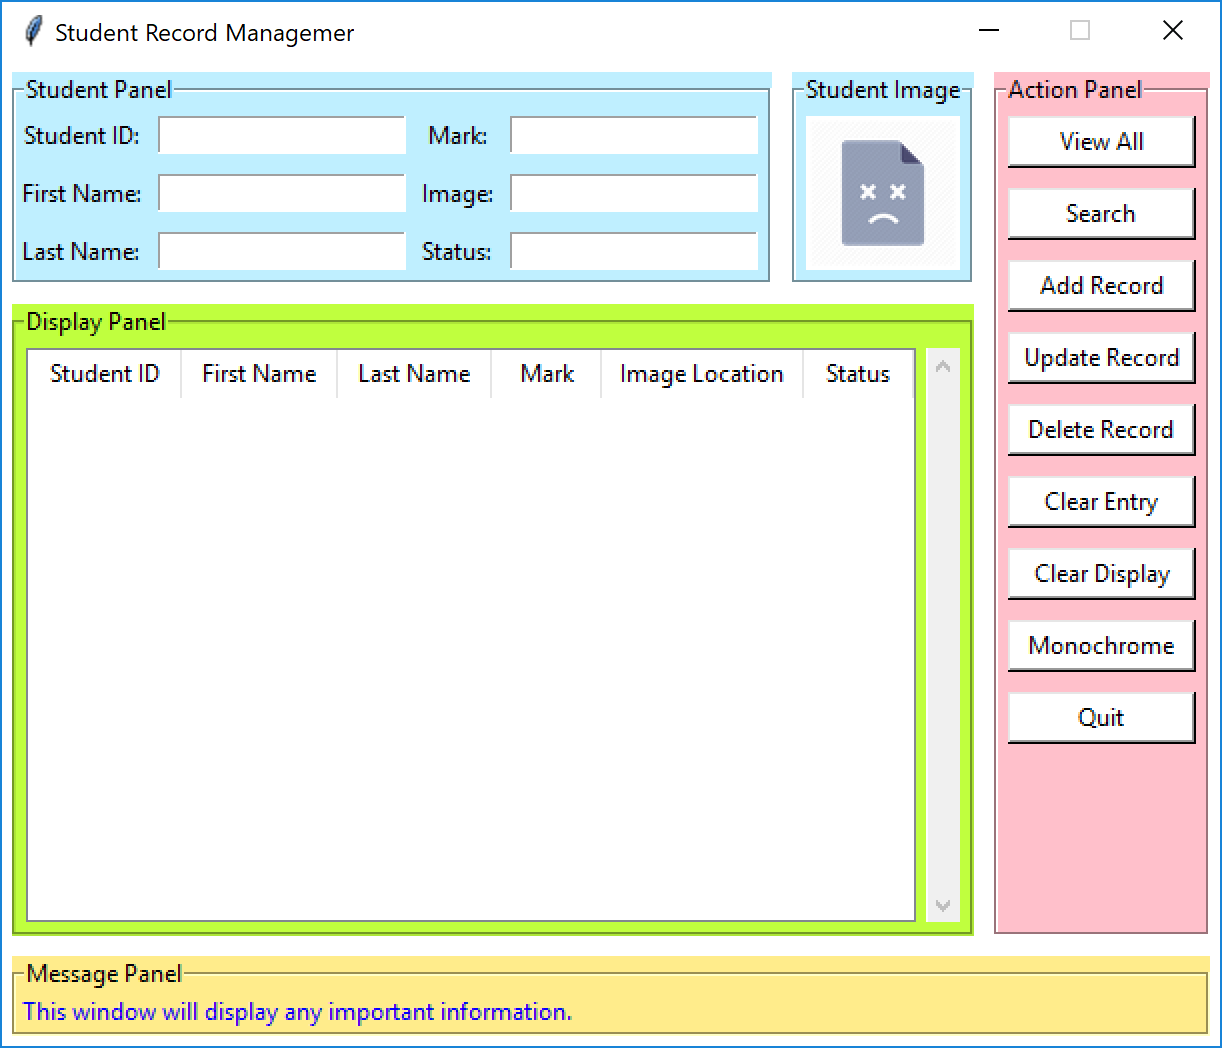 Student Record Managemer
Student Panel
Student ID:
Mark:
First Name:
Image:
Last Name:
Status:
Student Image
Action Panel
View All
Search
Add Record
Update Record
Delete Record
Clear Entry
Clear Display
Monochrome
Quit
Display Panel
Student ID First Name Last Name Mark Image Location Status
Message Panel
This window will display any important information.